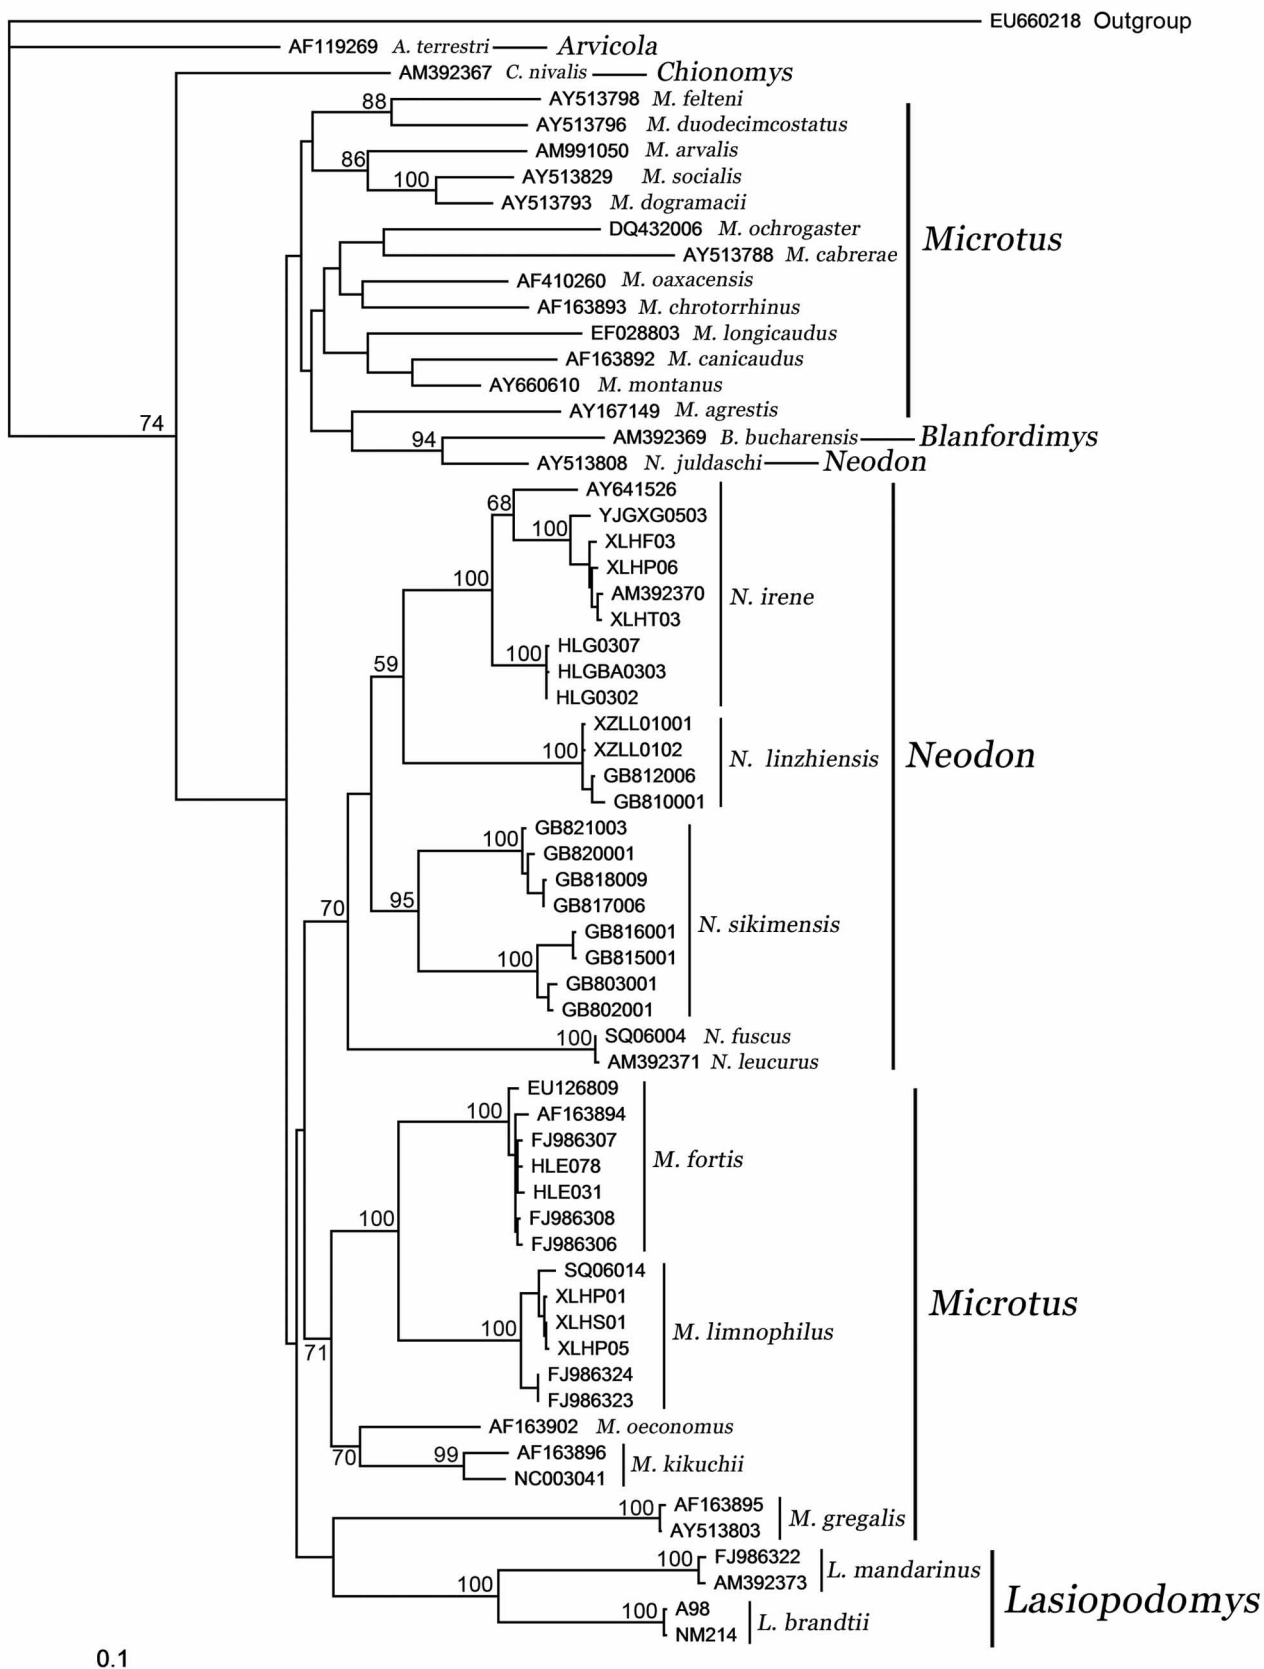 EU660218 Outgroup
AF119269 A. terrestri Arvicola
AM392367 C. nivalis Chionomys
88 AY513798 M. felteni
AY513796 M. duodecimcostatus
86 AM991050 M. arvalis
100 AY513829 M. socialis
AY513793 M. dogramacii
DQ432006 M. ochrogaster
Microtus
AY513788 M. cabrerae
AF410260 M. oaxacensis
AF163893 M. chrotorrhinus
EF028803 M. longicaudus
AF163892 M. canicaudus
AY660610 M. montanus
AY167149 M. agrestis
74
94 AM392369 B. bucharensis Blanfordimys
AY513808 N. juldaschi Neodon
68 AY641526
100 YJGXG0503
XLHF03
XLHP06
100 AM392370 N. irene
XLHT03
100 HLG0307
59 HLGBA0303
HLG0302
XZLL01001
100 XZLL0102 N. linzhiensis Neodon
GB812006
GB810001
100 GB821003
GB820001
GB818009
95 GB817006
70 N. sikimensis
GB816001
100 GB815001
GB803001
GB802001
100 SQ06004 N. fuscus
AM392371 N. leucurus
EU126809
100 AF163894
FJ986307
M. fortis
HLE078
HLE031
100 FJ986308
FJ986306
SQ06014
XLHP01
Microtus
100 XLHS01 M. limnophilus
71 XLHP05
FJ986324
FJ986323
AF163902 M. oeconomus
70 99 AF163896 M. kikuchii
NC003041
100 AF163895 M. gregalis
AY513803
100 FJ986322 L. mandarinus
AM392373
100 Lasiopodomys
100 A98 L. brandtii
NM214
0.1